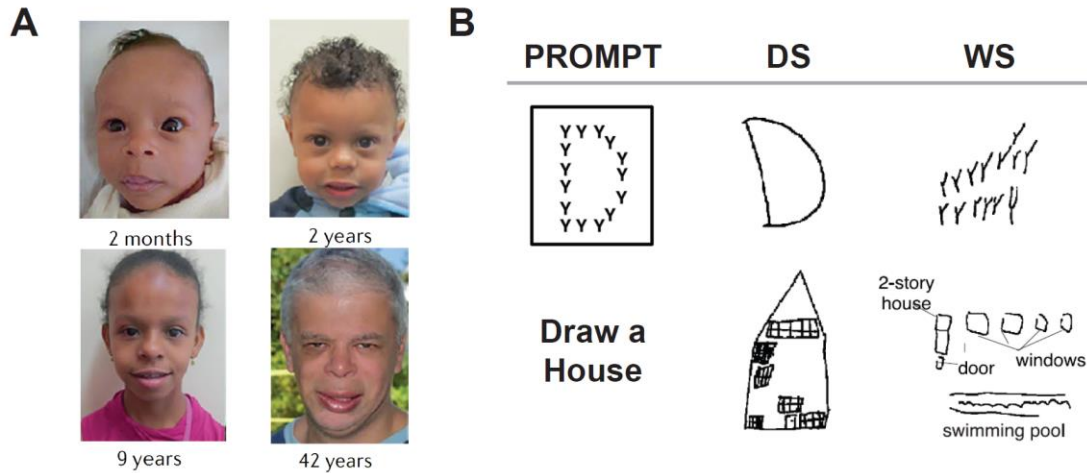 A
2 months
2 years
9 years
42 years
B
PROMPT
DS
WS
Y Y Y
Y Y
Y Y
Y Y
Y Y
Y Y
Y Y Y
Draw a
House
2-story
house
door
windows
swimming pool